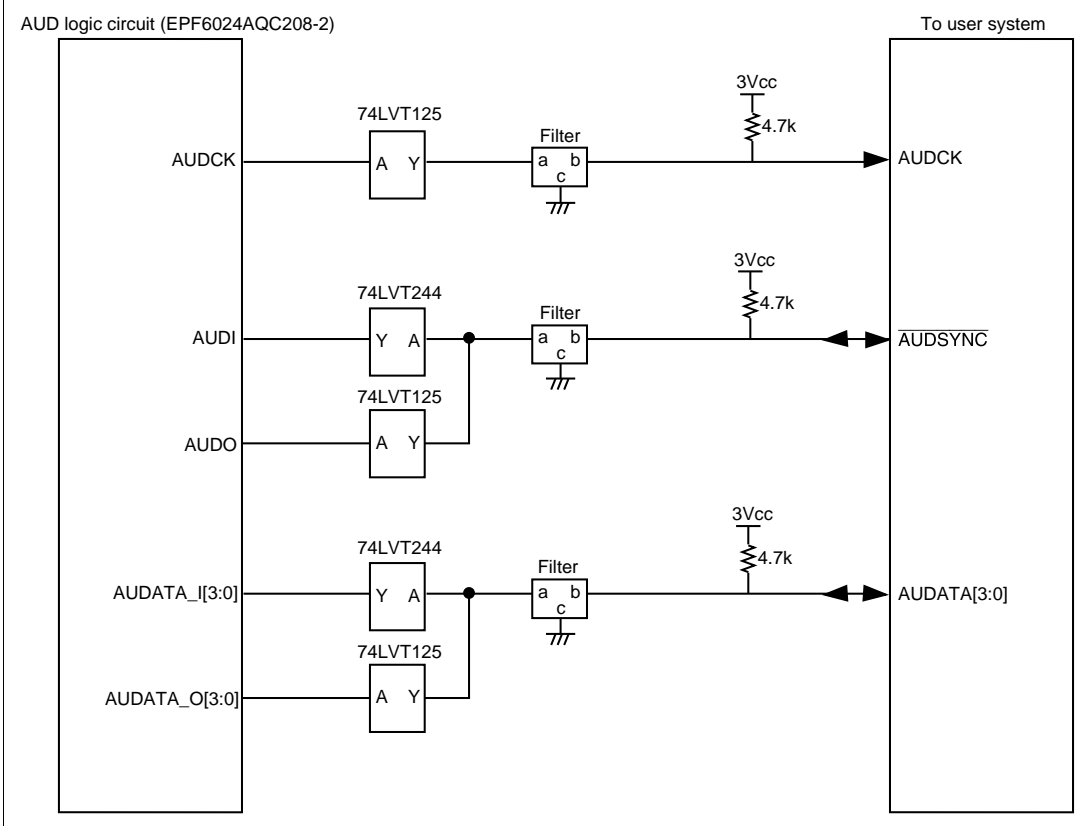 AUD logic circuit (EPF6024AQC208-2)
To user system
3Vcc
74LVT125
4.7k
Filter
AUDCK
A Y
a b
c
AUDCK
3Vcc
74LVT244
4.7k
Filter
AUDI
Y A
a b
c
AUDSYNC
74LVT125
AUDO
A Y
3Vcc
74LVT244
4.7k
Filter
AUDATA_I[3:0]
Y A
a b
c
AUDATA[3:0]
74LVT125
AUDATA_O[3:0]
A Y